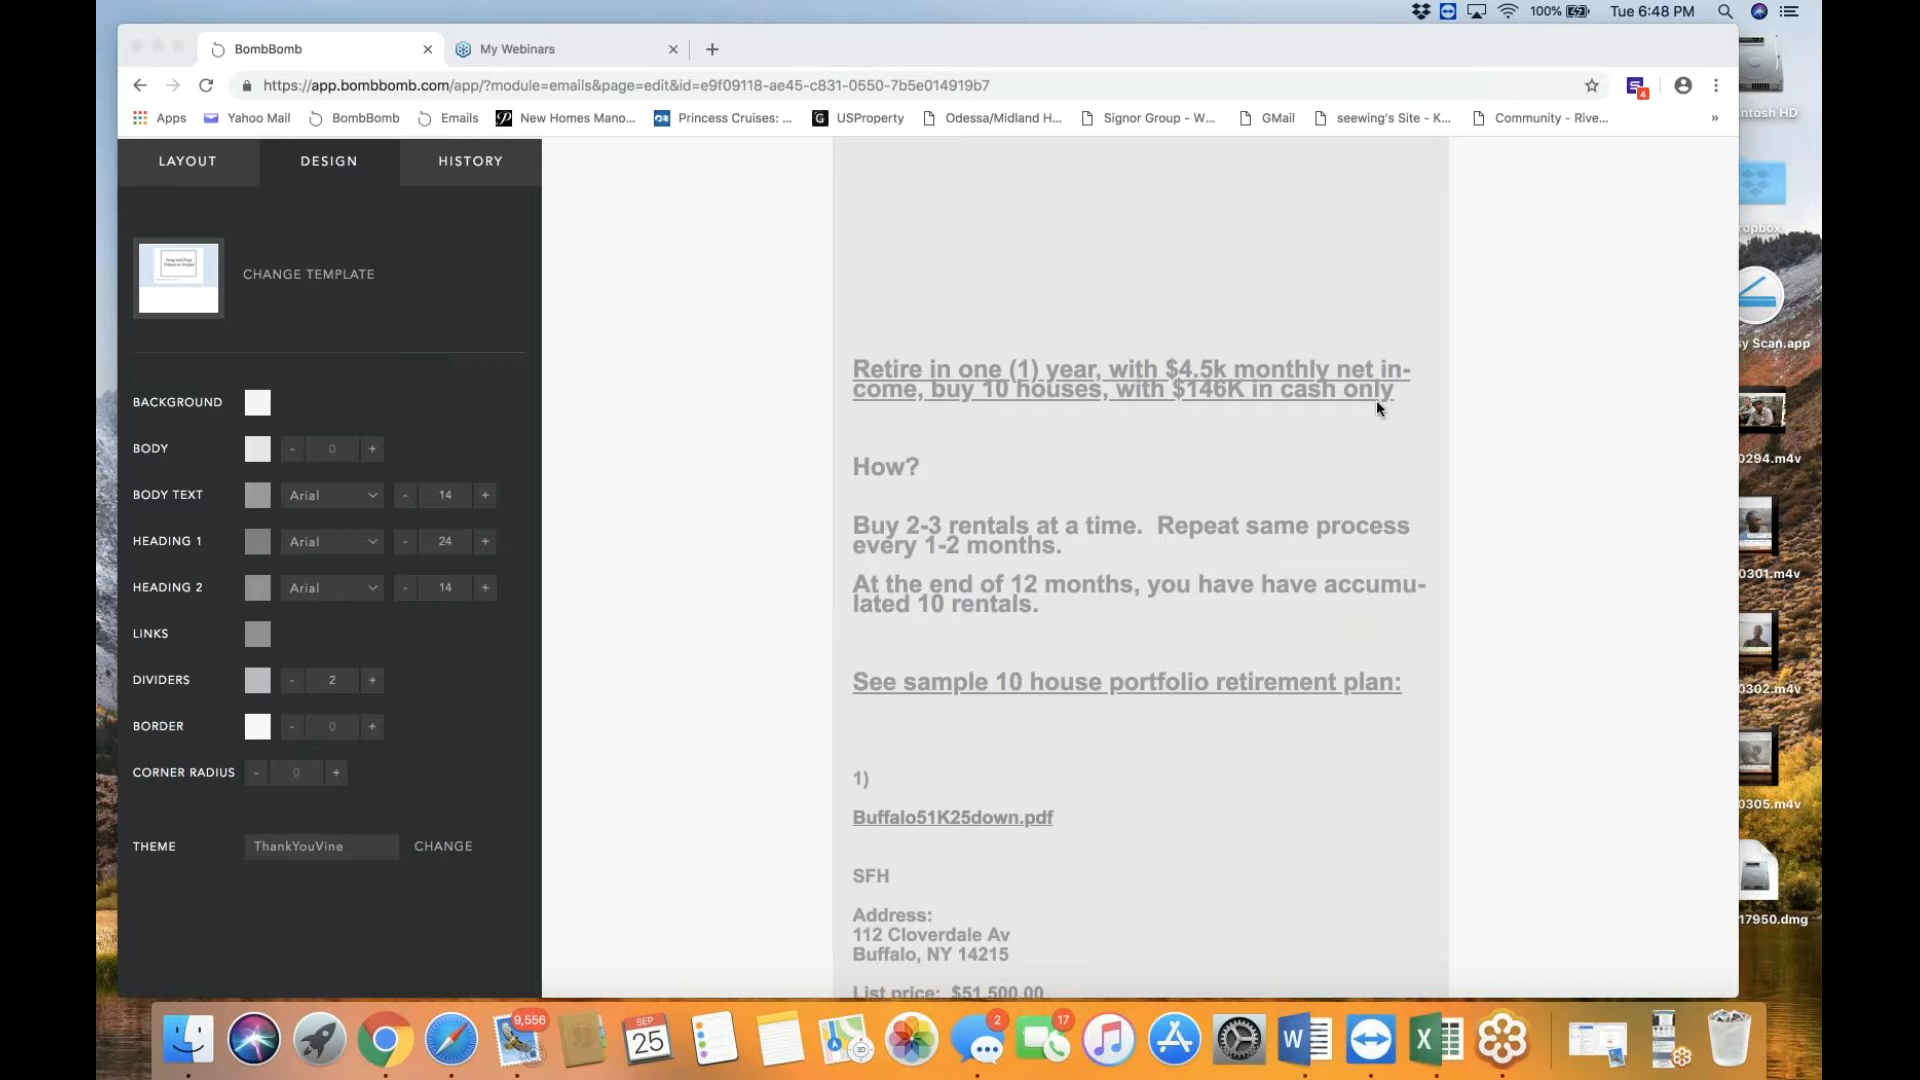 100%
Tue 6:48 PM
BombBomb
My Webinars
https://app.bombbomb.com/app/?module=emails&page=edit&id=e9f09118-ae45-c831-0550-7b5e014919b7
4
Apps
Yahoo Mail
BombBomb
Emails
New Homes Mano...
Princess Cruises: ...
USProperty
Odessa/Midland H...
Signor Group - W...
GMail
seewing's Site - K...
Community - Rive...
»
ntosh HD
LAYOUT
DESIGN
HISTORY
CHANGE TEMPLATE
BACKGROUND
BODY - 0 +
BODY TEXT Arial - 14 +
HEADING 1 Arial - 24 +
HEADING 2 Arial - 14 +
LINKS
DIVIDERS - 2 +
BORDER - 0 +
CORNER RADIUS - 0 +
THEME ThankYouVine CHANGE
Retire in one (1) year, with $4.5k monthly net in-
come, buy 10 houses, with $146K in cash only
How?
Buy 2-3 rentals at a time.  Repeat same process
every 1-2 months.
At the end of 12 months, you have have accumu-
lated 10 rentals.
See sample 10 house portfolio retirement plan:
1)
Buffalo51K25down.pdf
SFH
Address:
112 Cloverdale Av
Buffalo, NY 14215
List price:  $51,500.00
ropbox
sy Scan.app
0294.m4v
0301.m4v
0302.m4v
0305.m4v
17950.dmg
9,556
SEP
25
3D
2
17
W
X